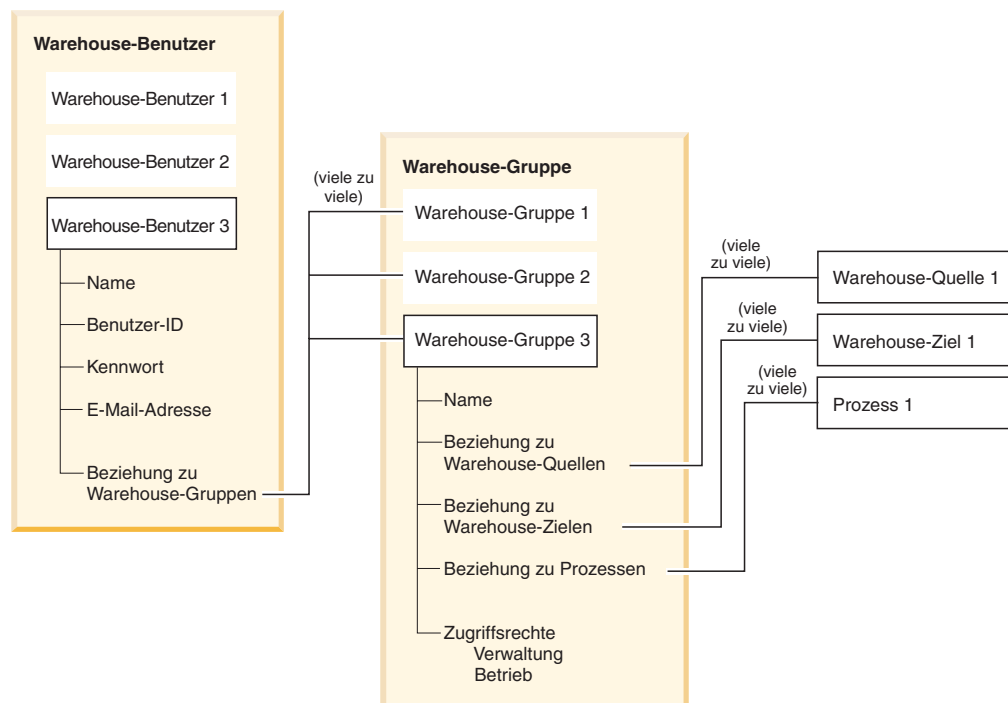 Warehouse-Benutzer
Warehouse-Benutzer 1
Warehouse-Benutzer 2
Warehouse-Benutzer 3
Name
Benutzer-ID
Kennwort
E-Mail-Adresse
Beziehung zu
Warehouse-Gruppen
(viele zu
viele)
Warehouse-Gruppe
Warehouse-Gruppe 1
Warehouse-Gruppe 2
Warehouse-Gruppe 3
Name
Beziehung zu
Warehouse-Quellen
Beziehung zu
Warehouse-Zielen
Beziehung zu Prozessen
Zugriffsrechte
Verwaltung
Betrieb
(viele
zu viele)
Warehouse-Quelle 1
(viele
zu viele)
Warehouse-Ziel 1
(viele
zu viele)
Prozess 1